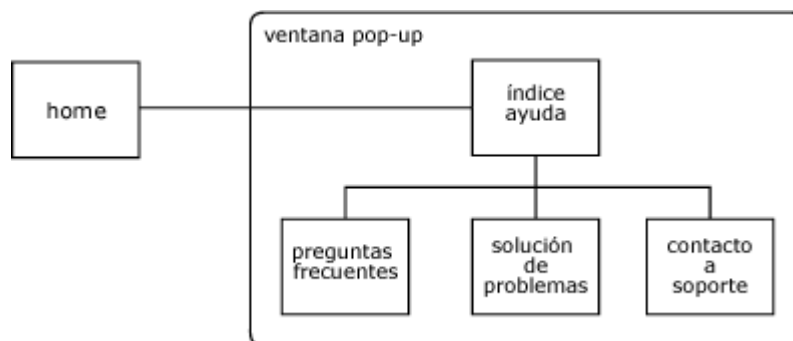 ventana pop-up
home
índice
ayuda
preguntas
frecuentes
solución
de
problemas
contacto
a
soporte